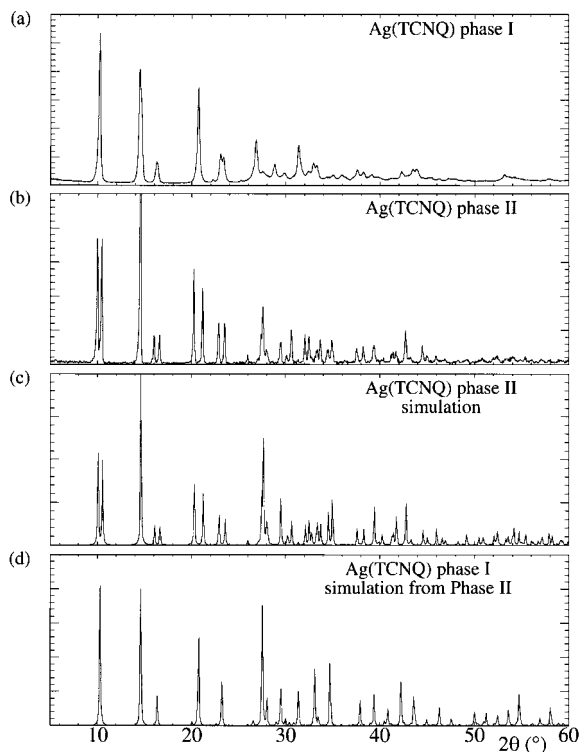 (a)
Ag(TCNQ) phase I
(b)
Ag(TCNQ) phase II
(c)
Ag(TCNQ) phase II
simulation
(d)
Ag(TCNQ) phase I
simulation from Phase II
10 20 30 40 50 60
2θ (°)